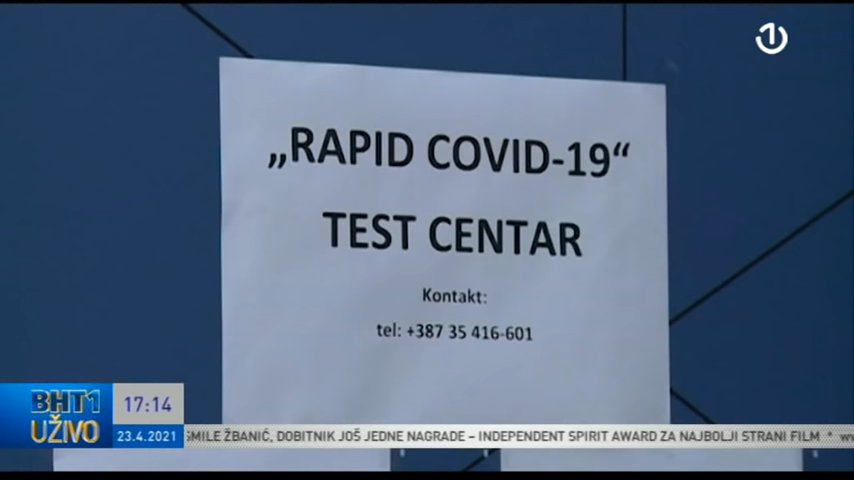 „RAPID COVID-19“
TEST CENTAR
Kontakt:
tel: +387 35 416-601
BHT1
UŽIVO
17:14
23.4.2021
SMILE ŽBANIĆ, DOBITNIK JOŠ JEDNE NAGRADE – INDEPENDENT SPIRIT AWARD ZA NAJBOLJI STRANI FILM *